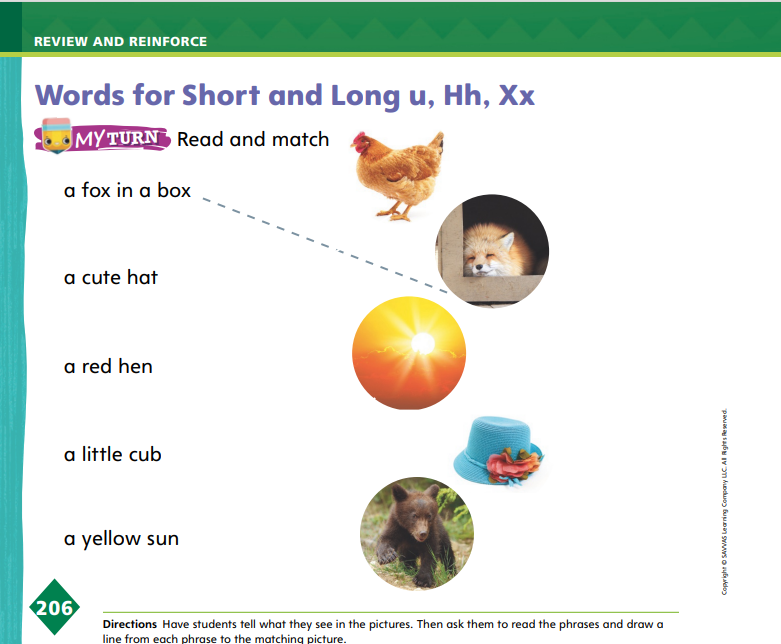 REVIEW AND REINFORCE
Words for Short and Long u, Hh, Xx
MY TURN Read and match
a fox in a box
a cute hat
a red hen
a little cub
a yellow sun
Copyright © SAVVAS Learning Company LLC. All Rights Reserved.
206
Directions Have students tell what they see in the pictures. Then ask them to read the phrases and draw a
line from each phrase to the matching picture.